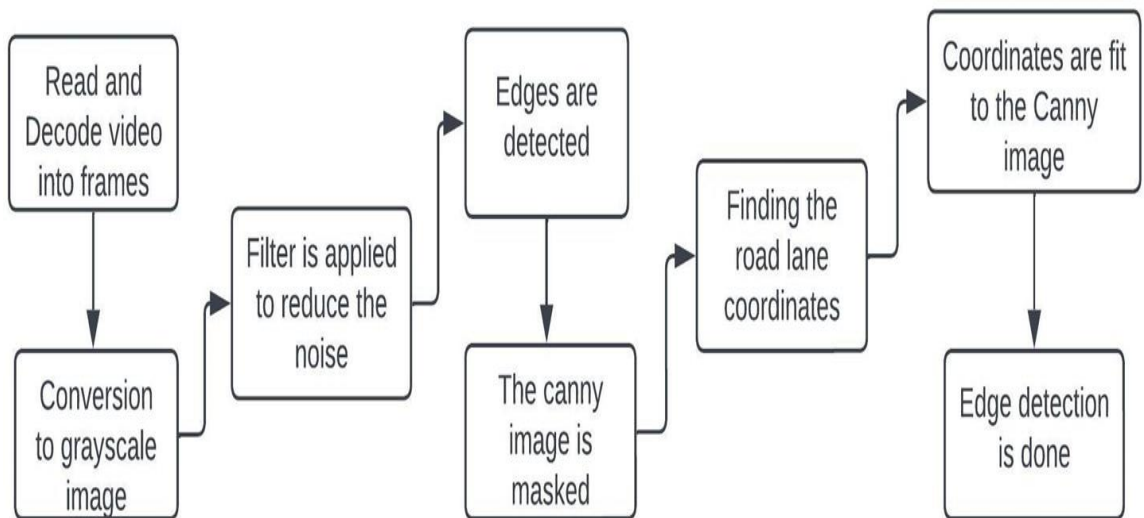 Read and
Decode video
into frames
Conversion
to grayscale
image
Filter is applied
to reduce the
noise
Edges are
detected
The canny
image is
masked
Finding the
road lane
coordinates
Coordinates are fit
to the Canny
image
Edge detection
is done